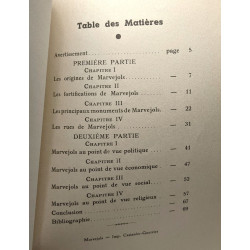 Table des Matières
Avertissement page 5
PREMIÈRE PARTIE
CHAPITRE I
Les origines de Marvejols — 7
CHAPITRE II
Les fortifications de Marvejols — 11
CHAPITRE III
Les principaux monuments de Marvejols. — 22
CHAPITRE IV
Les rues de Marvejols — 31
DEUXIÈME PARTIE
CHAPITRE I
Marvejols au point de vue politique — 41
CHAPITRE II
Marvejols au point de vue économique — 47
CHAPITRE III
Marvejols au point de vue social — 57
CHAPITRE IV
Marvejols au point de vue religieux — 67
Conclusion — 89
Bibliographie
Marvejols — Imp.